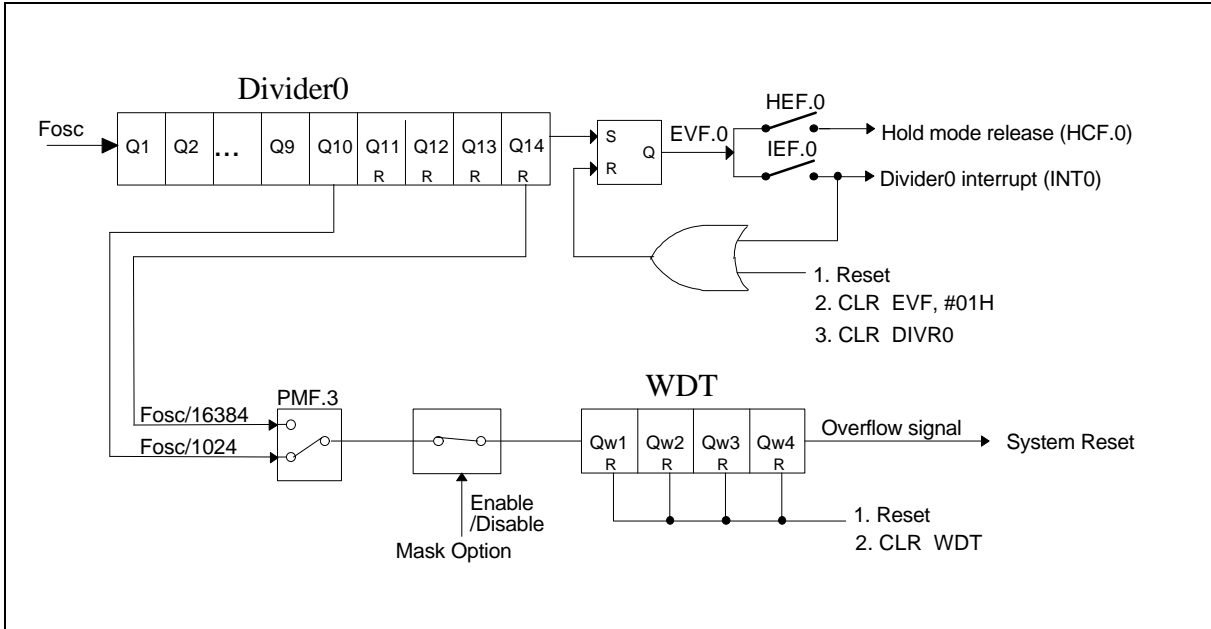 Divider0
Fosc
Q1 Q2 ... Q9 Q10 Q11 Q12 Q13 Q14
R R R R
S
Q
R
EVF.0
HEF.0
Hold mode release (HCF.0)
IEF.0
Divider0 interrupt (INT0)
1. Reset
2. CLR EVF, #01H
3. CLR DIVR0
WDT
PMF.3
Fosc/16384
Fosc/1024
Enable
/Disable
Mask Option
Qw1 Qw2 Qw3 Qw4
R R R R
Overflow signal
System Reset
1. Reset
2. CLR WDT